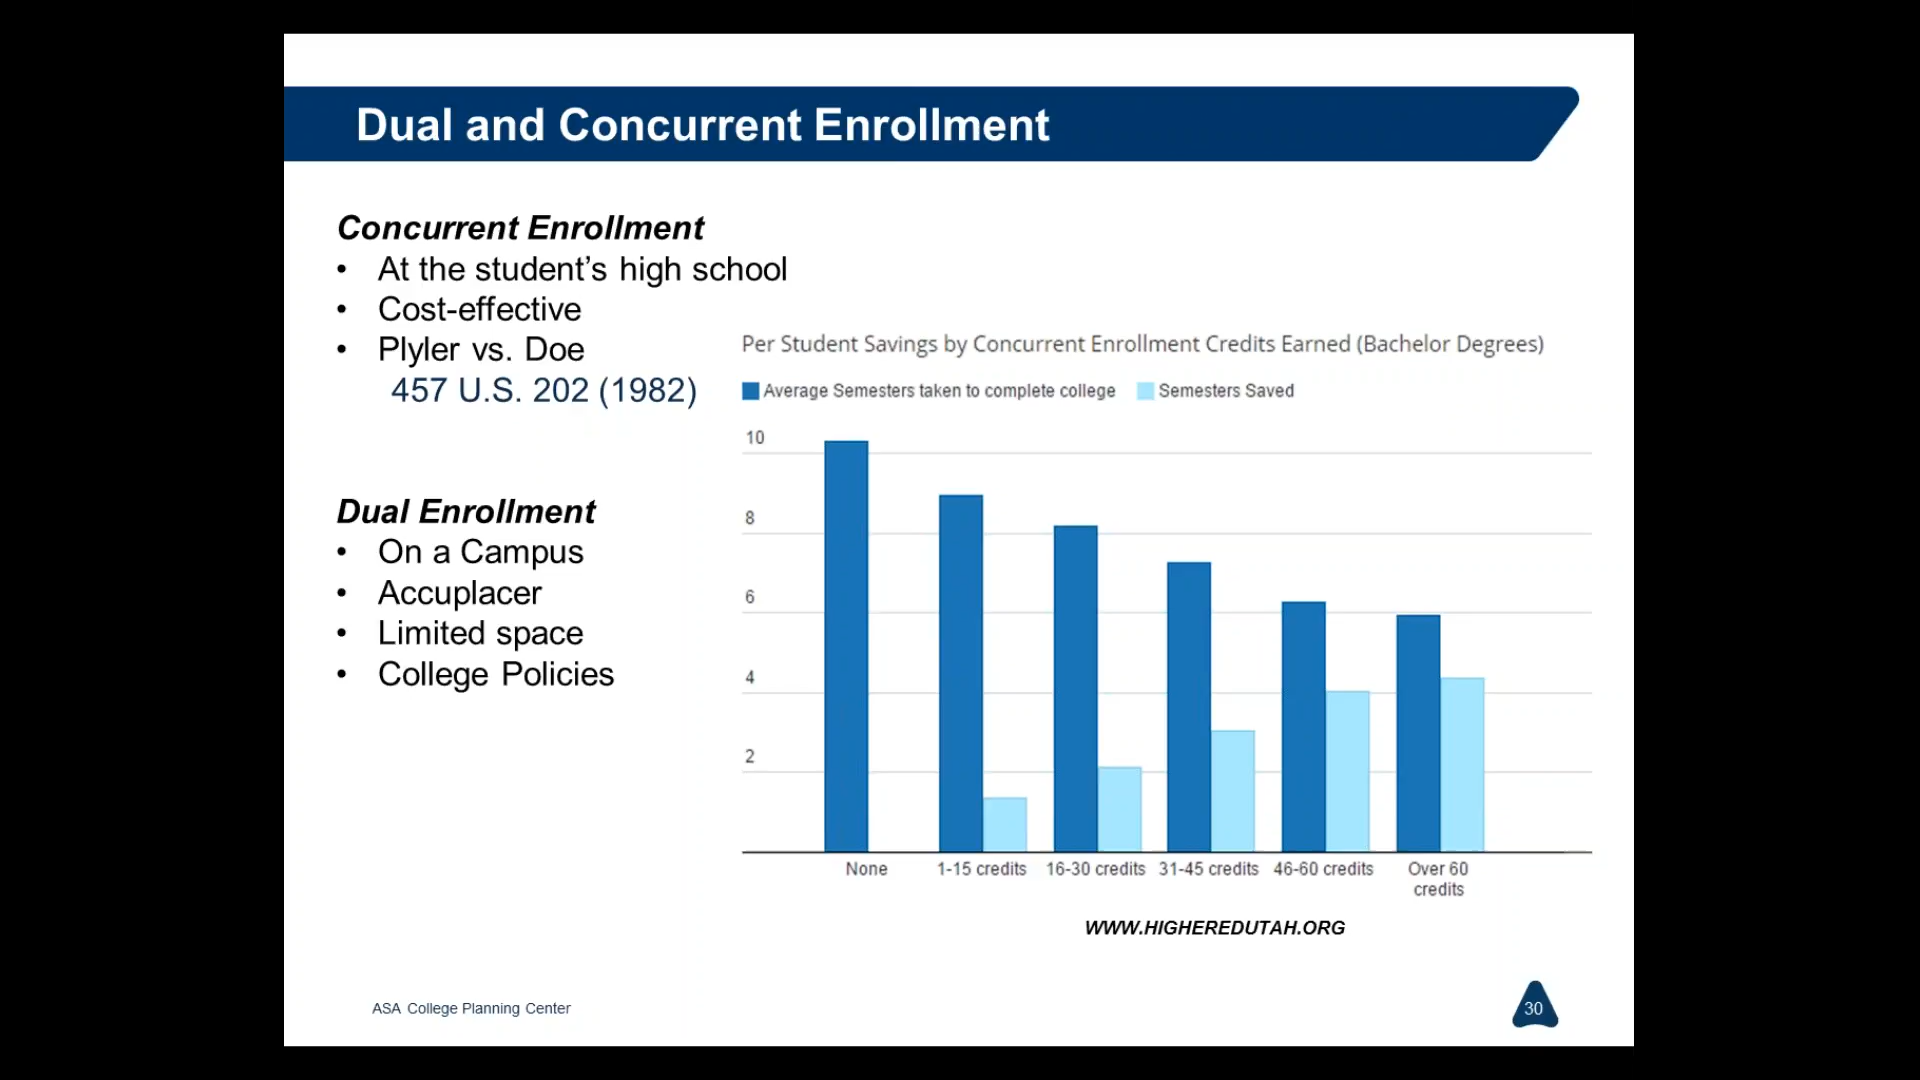 Dual and Concurrent Enrollment
Concurrent Enrollment
• At the student’s high school
• Cost-effective
• Plyler vs. Doe
457 U.S. 202 (1982)
Dual Enrollment
• On a Campus
• Accuplacer
• Limited space
• College Policies
Per Student Savings by Concurrent Enrollment Credits Earned (Bachelor Degrees)
Average Semesters taken to complete college Semesters Saved
10
8
6
4
2
None 1-15 credits 16-30 credits 31-45 credits 46-60 credits Over 60
credits
WWW.HIGHEREDUTAH.ORG
ASA College Planning Center
30